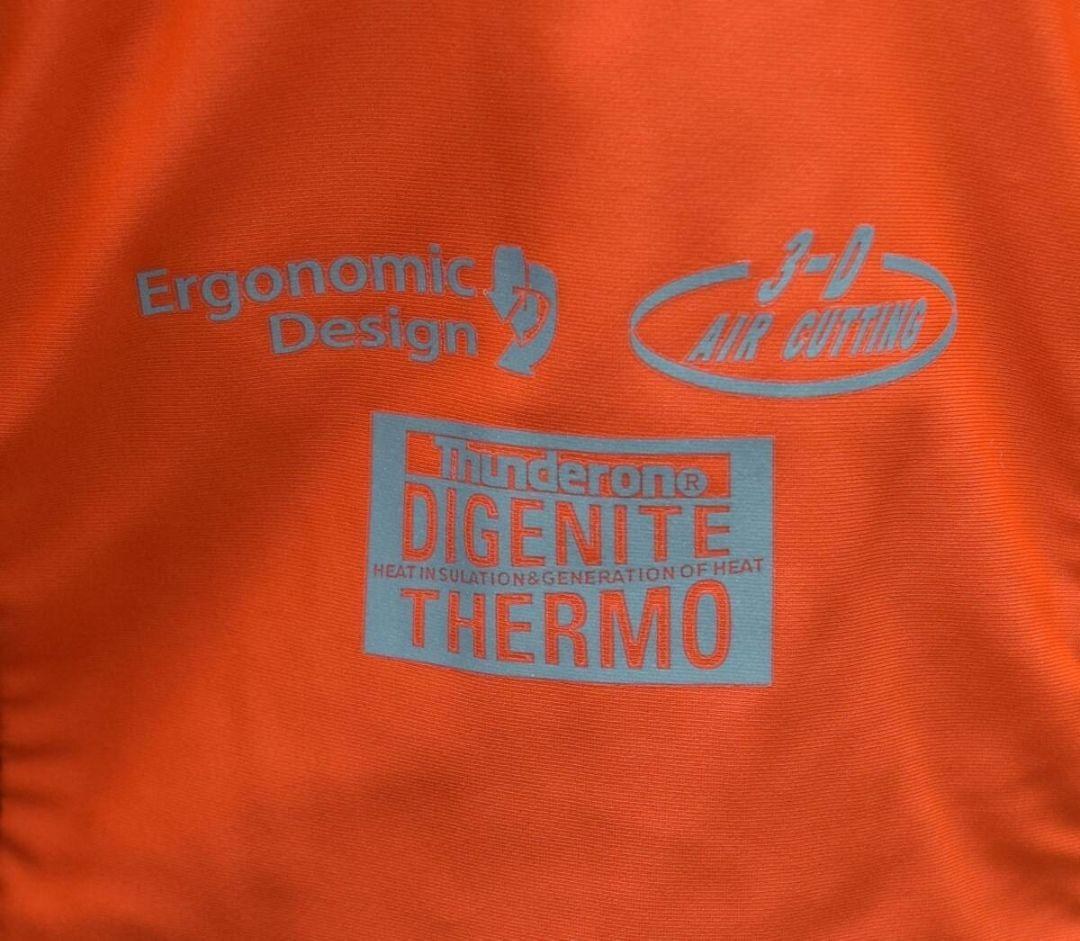 Ergonomic
Design
3-D
AIR CUTTING
Thunderon®
DIGENITE
HEAT INSULATION&GENERATION OF HEAT
THERMO